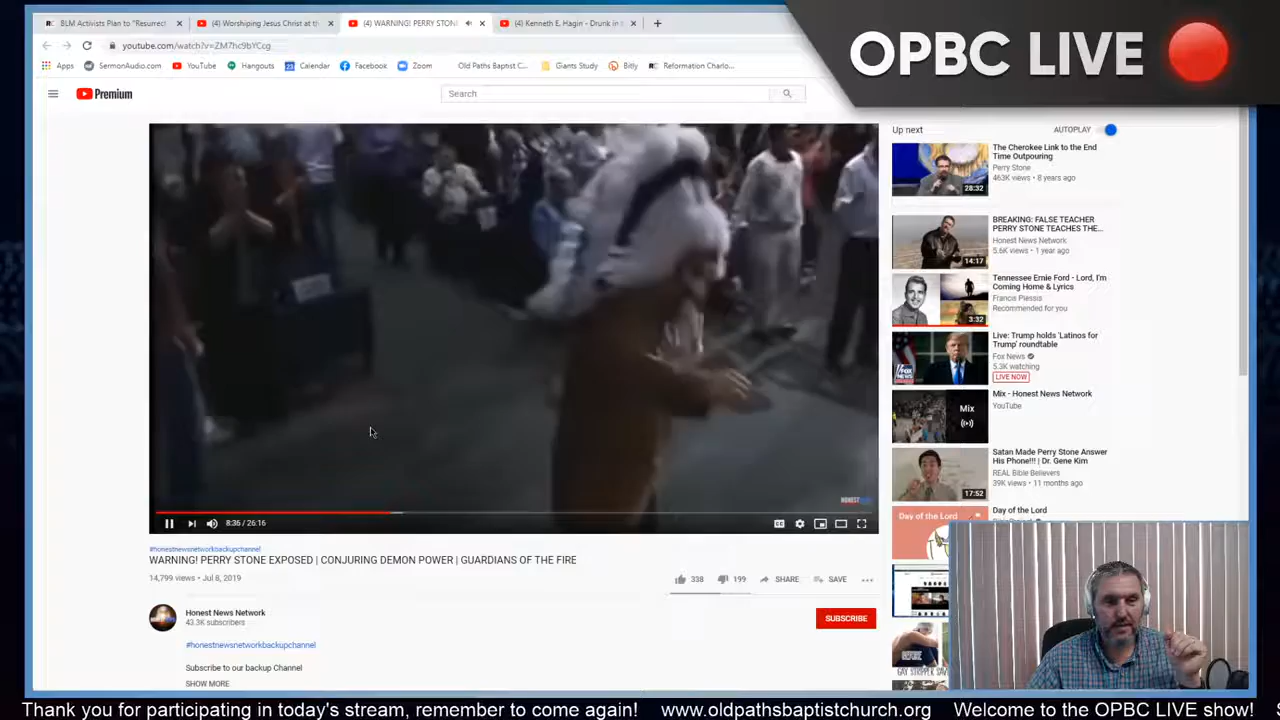 BLM Activists Plan to "Resurrect
(4) Worshiping Jesus Christ at t
(4) WARNING! PERRY STONE
(4) Kenneth E. Hagin - Drunk in t
OPBC LIVE
youtube.com/watch?v=ZM7hc9bYCcg
Apps
SermonAudio.com
YouTube
Hangouts
Calendar
Facebook
Zoom
Old Paths Baptist C...
Giants Study
Bitly
Reformation Charlo...
Premium
Search
Up next
AUTOPLAY
The Cherokee Link to the End
Time Outpouring
Perry Stone
463K views • 8 years ago
28:32
BREAKING: FALSE TEACHER
PERRY STONE TEACHES THE...
Honest News Network
5.6K views • 1 year ago
14:17
Tennessee Ernie Ford - Lord, I'm
Coming Home & Lyrics
Francis Plessis
Recommended for you
3:32
Live: Trump holds 'Latinos for
Trump' roundtable
Fox News
5.3K watching
LIVE NOW
Mix - Honest News Network
YouTube
Mix
Satan Made Perry Stone Answer
His Phone!!! | Dr. Gene Kim
REAL Bible Believers
39K views • 11 months ago
17:52
Day of the Lord
Day of the Lord
HONEST
8:36 / 26:16
#honestnewsnetworkbackupchannel
WARNING! PERRY STONE EXPOSED | CONJURING DEMON POWER | GUARDIANS OF THE FIRE
14,799 views • Jul 8, 2019
338
199
SHARE
SAVE
Honest News Network
43.3K subscribers
SUBSCRIBE
#honestnewsnetworkbackupchannel
Subscribe to our backup Channel
SHOW MORE
BEFORE
GAY STRIPPER SAVE
Thank you for participating in today's stream, remember to come again! www.oldpathsbaptistchurch.org Welcome to the OPBC LIVE show!